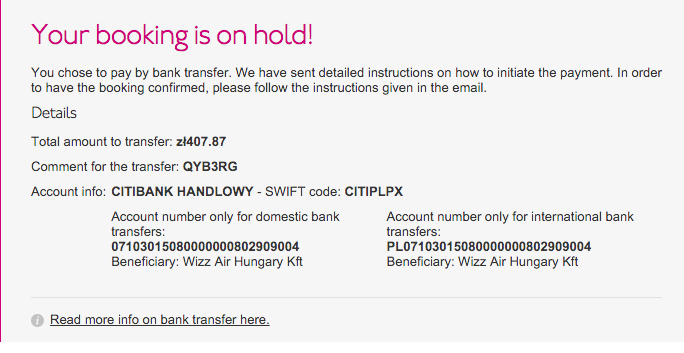 Your booking is on hold!
You chose to pay by bank transfer. We have sent detailed instructions on how to initiate the payment. In order
to have the booking confirmed, please follow the instructions given in the email.
Details
Total amount to transfer: zł407.87
Comment for the transfer: QYB3RG
Account info: CITIBANK HANDLOWY - SWIFT code: CITIPLPX
Account number only for domestic bank
transfers:
07103015080000000802909004
Beneficiary: Wizz Air Hungary Kft
Account number only for international bank
transfers:
PL07103015080000000802909004
Beneficiary: Wizz Air Hungary Kft
Read more info on bank transfer here.